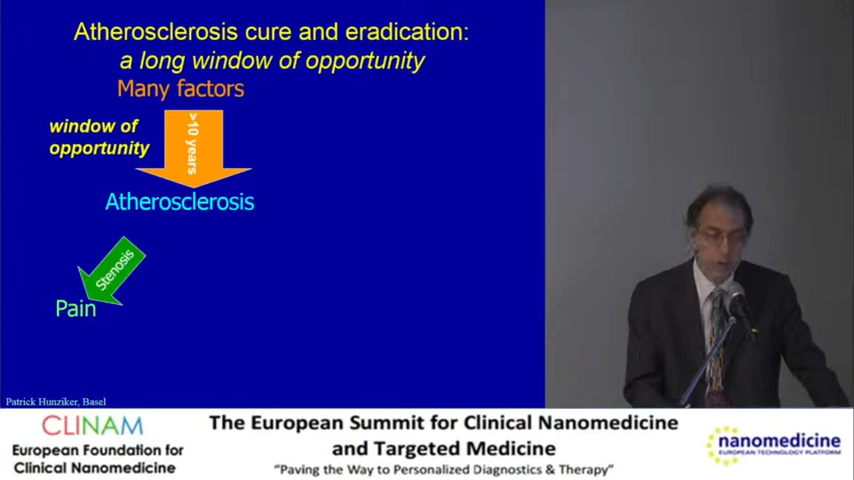 Atherosclerosis cure and eradication:
a long window of opportunity
Many factors
window of
opportunity
>10 years
Atherosclerosis
Stenosis
Pain
Patrick Hunziker, Basel
CLINAM
European Foundation for
Clinical Nanomedicine
The European Summit for Clinical Nanomedicine
and Targeted Medicine
"Paving the Way to Personalized Diagnostics & Therapy"
nanomedicine
EUROPEAN TECHNOLOGY PLATFORM